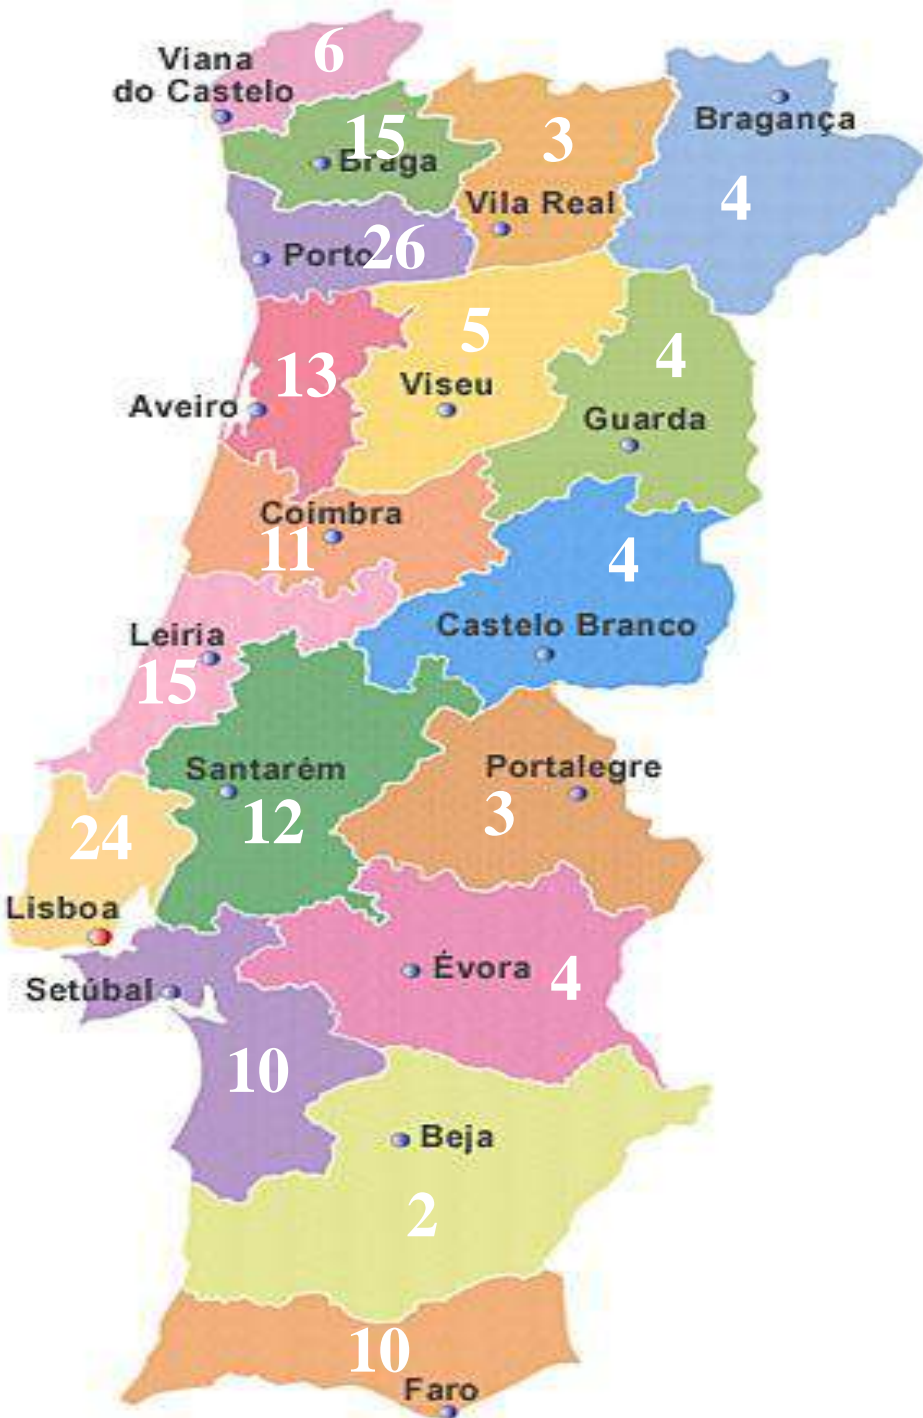 6
Viana
do Castelo
Bragança
15
3
Braga
4
Vila Real
Porto
26
5
4
13
Viseu
Aveiro
Guarda
Coimbra
11
4
Castelo Branco
Leiria
15
Santarém
Portalegre
12
3
24
Lisboa
Évora
4
Setúbal
10
Beja
2
10
Faro